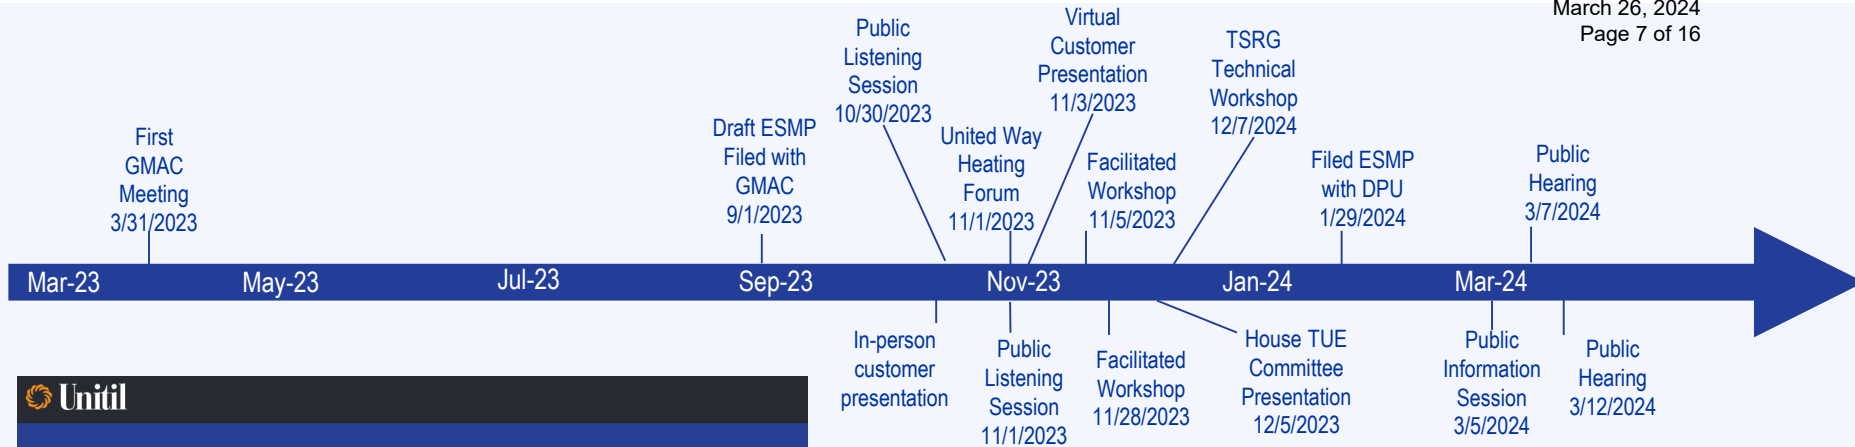 March 26, 2024
Page 7 of 16
First
GMAC
Meeting
3/31/2023
Draft ESMP
Filed with
GMAC
9/1/2023
Public
Listening
Session
10/30/2023
United Way
Heating
Forum
11/1/2023
Virtual
Customer
Presentation
11/3/2023
Facilitated
Workshop
11/5/2023
TSRG
Technical
Workshop
12/7/2024
Filed ESMP
with DPU
1/29/2024
Public
Hearing
3/7/2024
Mar-23
May-23
Jul-23
Sep-23
Nov-23
Jan-24
Mar-24
In-person
customer
presentation
Public
Listening
Session
11/1/2023
Facilitated
Workshop
11/28/2023
House TUE
Committee
Presentation
12/5/2023
Public
Information
Session
3/5/2024
Public
Hearing
3/12/2024
Unitil